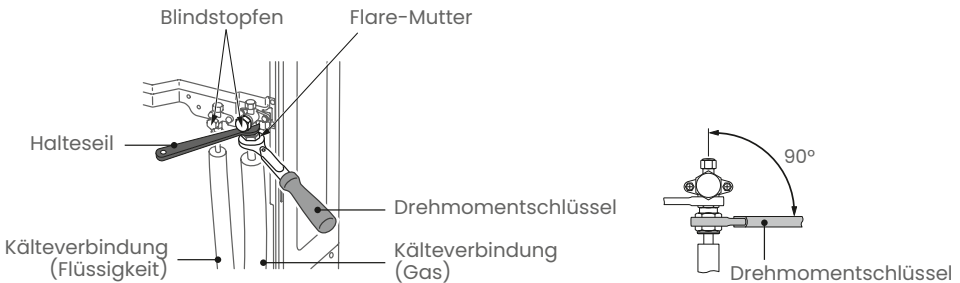 Blindstopfen
Flare-Mutter
Halteseil
Drehmomentschlüssel
Kälteverbindung
(Flüssigkeit)
Kälteverbindung
(Gas)
90°
Drehmomentschlüssel